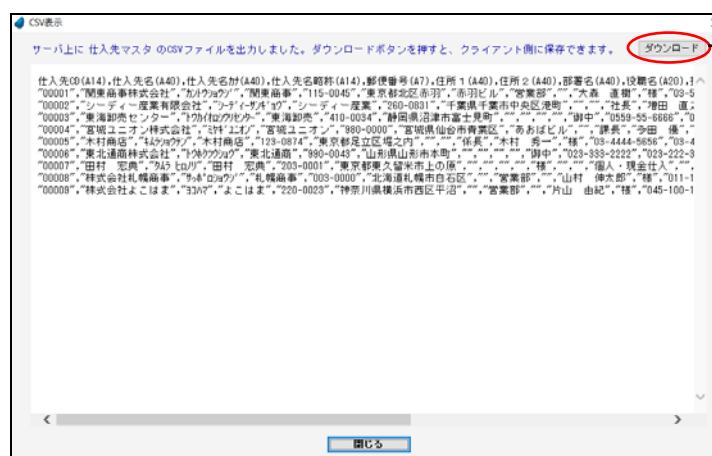 CSV表示
サーバ上に 仕入先マスタ のCSVファイルを出力しました。ダウンロードボタンを押すと、クライアント側に保存できます。
ダウンロード
仕入先CD(A14),仕入先名(A40),仕入先名ｶﾅ(A40),仕入先名略称(A14),郵便番号(A7),住所1(A40),住所2(A40),部署名(A40),役職名(A20),
"00001","関東商事株式会社","ｶﾝﾄｳｼｮｳｼﾞ","関東商事","115-0045","東京都北区赤羽","赤羽ビル","営業部","","大森 直樹","様","03-5
"00002","シーディー産業有限会社","ｼｰﾃﾞｨｰｻﾝｷﾞｮｳ","シーディー産業","260-0831","千葉県千葉市中央区港町","","","社長","増田 直
"00003","東海卸売センター","ﾄｳｶｲｵﾛｼｳﾘｾﾝﾀｰ","東海卸売","410-0034","静岡県沼津市富士見町","","","","","御中","0559-55-6666","0
"00004","宮城ユニオン株式会社","ﾐﾔｷﾞﾕﾆｵﾝ","宮城ユニオン","980-0000","宮城県仙台市青葉区","あおばビル","","課長","今田 優",
"00005","木村商店","ｷﾑﾗｼｮｳﾃﾝ","木村商店","123-0874","東京都足立区堀之内","","","係長","木村 秀一","様","03-4444-5656","03-4
"00006","東北通商株式会社","ﾄｳﾎｸﾂｳｼｮｳ","東北通商","990-0043","山形県山形市本町","","","","","御中","023-333-2222","023-222-3
"00007","田村 宏典","ﾀﾑﾗ ﾋﾛﾉﾘ","田村 宏典","203-0001","東京都東久留米市上の原","","","","","様","","","個人・現金仕入","",
"00008","株式会社札幌商事","ｻｯﾎﾟﾛｼｮｳｼﾞ","札幌商事","003-0000","北海道札幌市白石区","","営業部","","山村 伸太郎","様","011-1
"00009","株式会社よこはま","ﾖｺﾊﾏ","よこはま","220-0023","神奈川県横浜市西区平沼","","営業部","","片山 由紀","様","045-100-1
閉じる